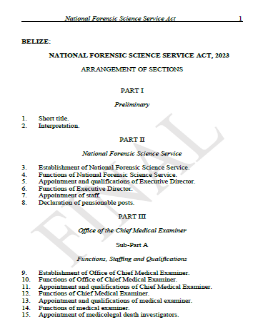 National Forensic Science Service Act 1
BELIZE:
NATIONAL FORENSIC SCIENCE SERVICE ACT, 2023
ARRANGEMENT OF SECTIONS
PART I
Preliminary
1. Short title.
2. Interpretation.
PART II
National Forensic Science Service
3. Establishment of National Forensic Science Service.
4. Functions of National Forensic Science Service.
5. Appointment and qualifications of Executive Director.
6. Functions of Executive Director.
7. Appointment of staff.
8. Declaration of pensionable posts.
PART III
Office of the Chief Medical Examiner
Sub-Part A
Functions, Staffing and Qualifications
9. Establishment of Office of Chief Medical Examiner.
10. Functions of Office of Chief Medical Examiner.
11. Appointment and qualifications of Chief Medical Examiner.
12. Functions of Chief Medical Examiner.
13. Appointment and qualifications of medical examiner.
14. Functions of medical examiner.
15. Appointment of medicolegal death investigators.
FINAL